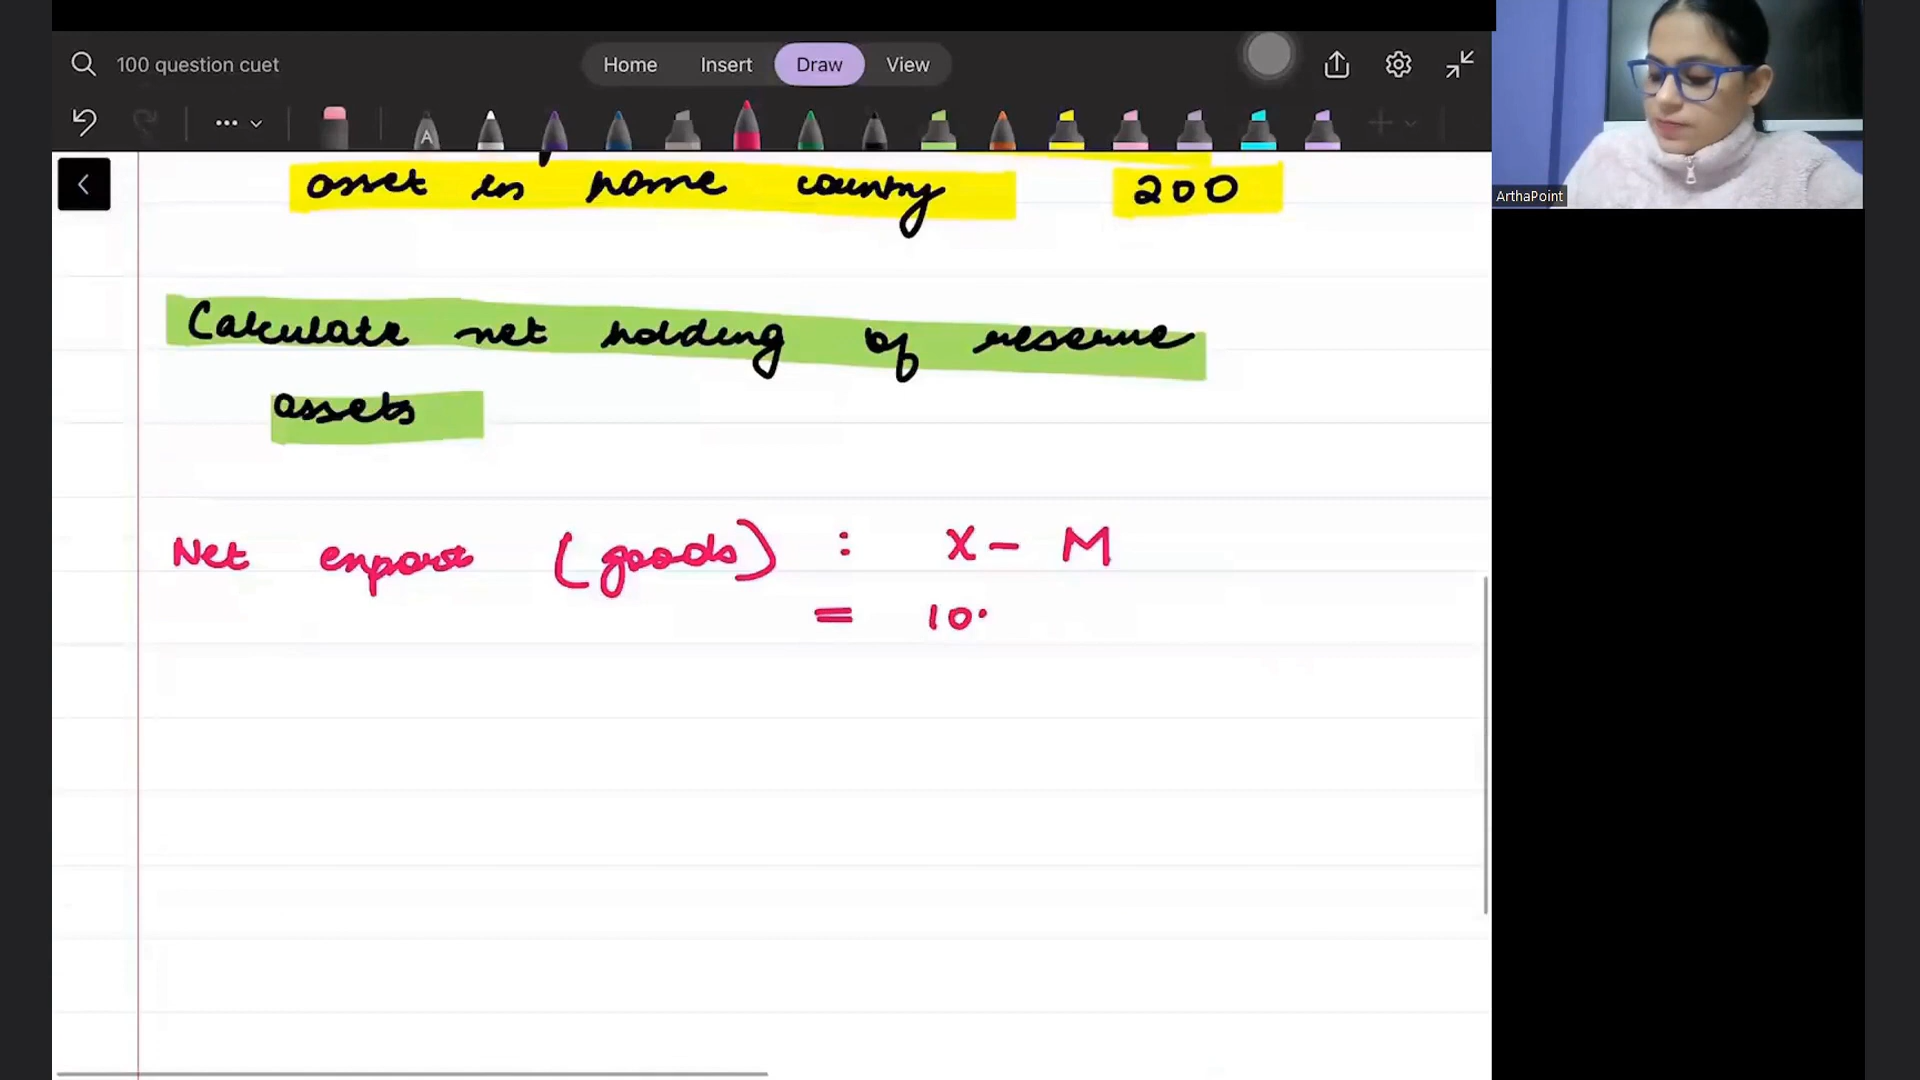 100 question cuet
Home Insert Draw View
A
ArthaPoint
asset in home country 200
Calculate net holding of reserve
assets
Net export (goods) : X - M
= 10